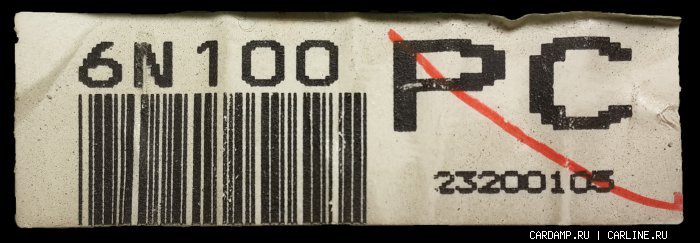 6N100 PC
23200105
CARDAMP.RU | CARLINE.RU